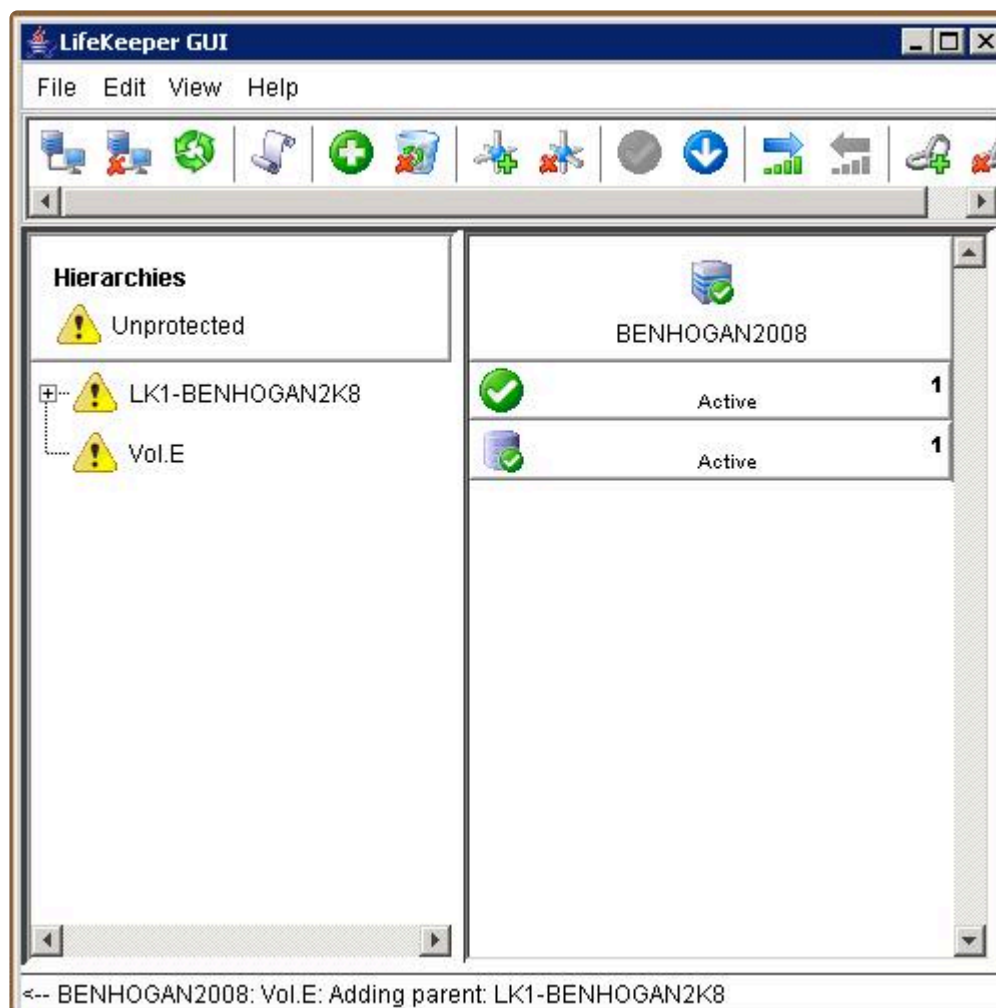 LifeKeeper GUI
File Edit View Help
Hierarchies
Unprotected
BENHOGAN2008
LK1-BENHOGAN2K8
Active 1
Vol.E
Active 1
<-- BENHOGAN2008: Vol.E: Adding parent: LK1-BENHOGAN2K8